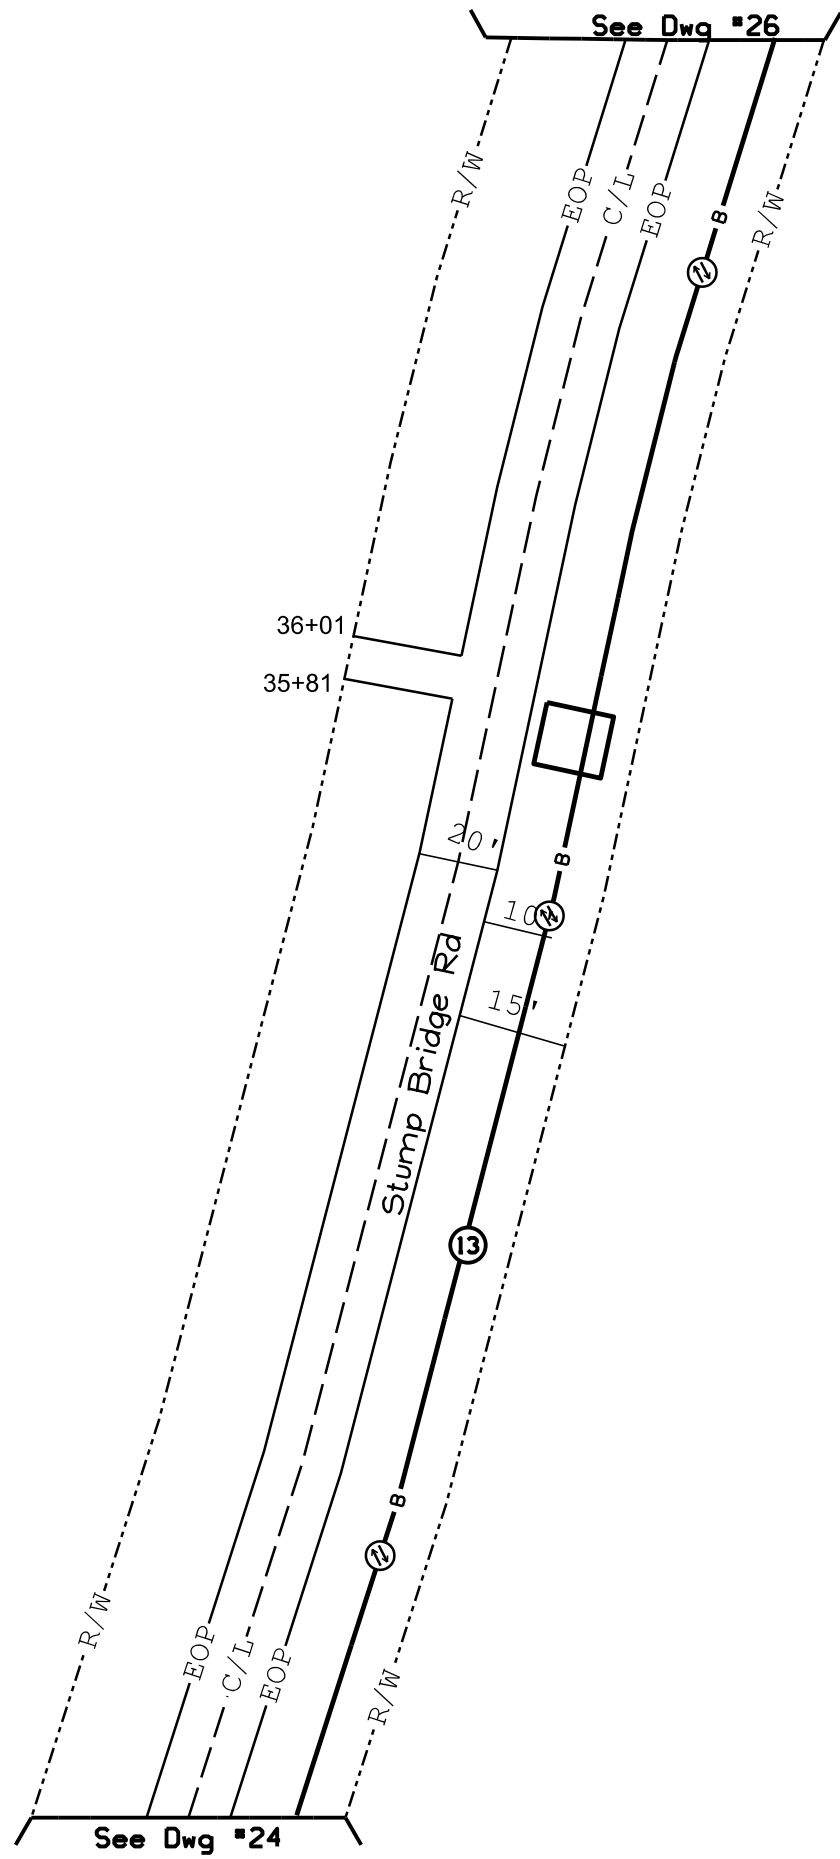 See Dwg #26
R/W
EOP
C/L
EOP
B
R/W
36+01
35+81
20'
B
10
15'
Stump Bridge Rd
13
B
R/W
EOP
C/L
EOP
R/W
See Dwg #24